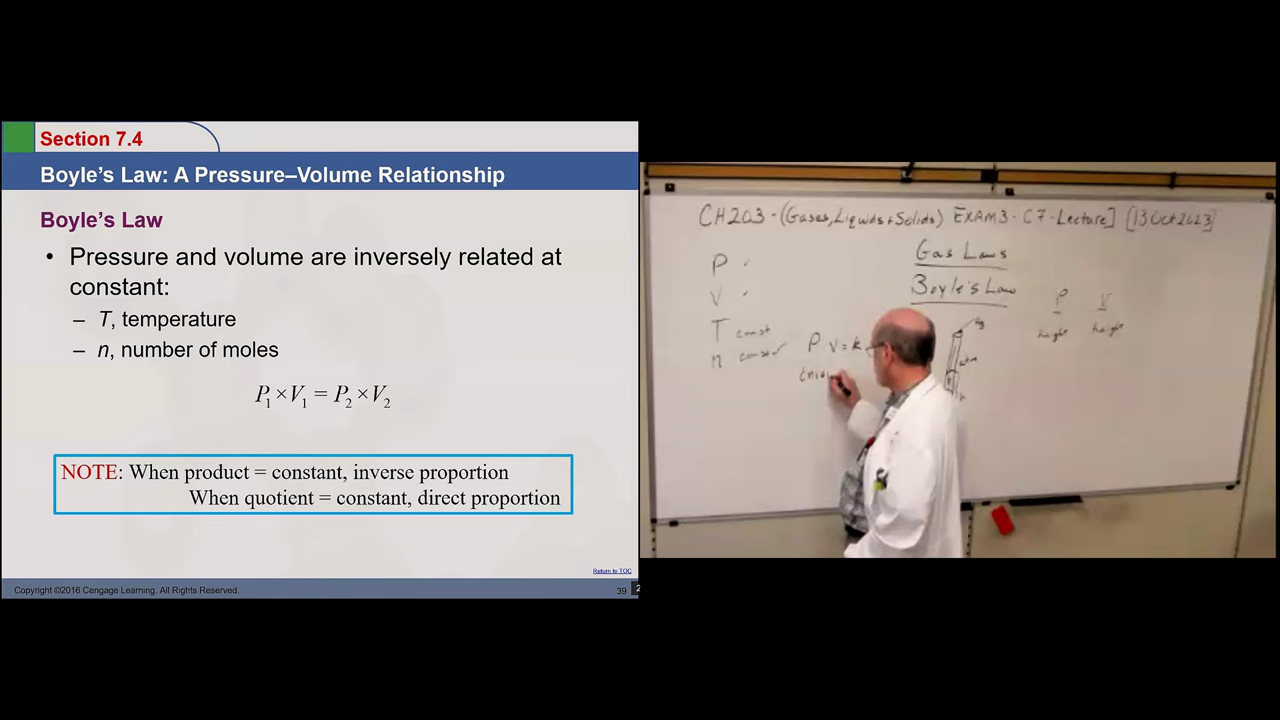 Section 7.4
Boyle's Law: A Pressure–Volume Relationship
Boyle's Law
• Pressure and volume are inversely related at
constant:
– T, temperature
– n, number of moles
P₁ × V₁ = P₂ × V₂
NOTE: When product = constant, inverse proportion
When quotient = constant, direct proportion
Return to TOC
Copyright ©2016 Cengage Learning. All Rights Reserved.
39
2
CH203 - (Gases, Liquids + Solids) EXAM3 - C7 - Lecture] [13 Oct 2023]
Gas Laws
Boyle's Law
P
V
T const
n const
P V = k
P V
height height